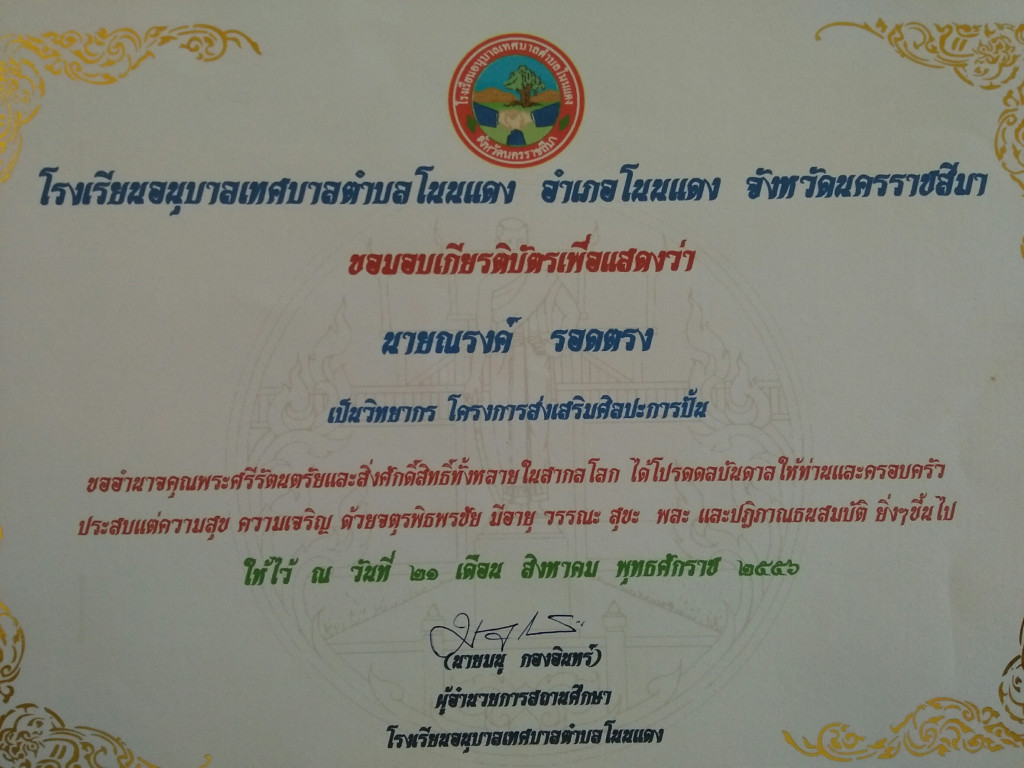 โรงเรียนอนุบาลเทศบาลตำบลโนนแดง
จังหวัดนครราชสีมา
โรงเรียนอนุบาลเทศบาลตำบลโนนแดง อำเภอโนนแดง จังหวัดนครราชสีมา
ขอมอบเกียรติบัตรเพื่อแสดงว่า
นายณรงค์ รอดตรง
เป็นวิทยากร โครงการส่งเสริมศิลปะการปั้น
ขออำนาจคุณพระศรีรัตนตรัยและสิ่งศักดิ์สิทธิ์ทั้งหลายในสากลโลก ได้โปรดดลบันดาลให้ท่านและครอบครัว
ประสบแต่ความสุข ความเจริญ ด้วยจตุรพิธพรชัย มีอายุ วรรณะ สุขะ พละ และปฏิภาณธนสมบัติ ยิ่งๆขึ้นไป
ให้ไว้ ณ วันที่ ๒๑ เดือน สิงหาคม พุทธศักราช ๒๕๕๖
(นายมนู กองอินทร์)
ผู้อำนวยการสถานศึกษา
โรงเรียนอนุบาลเทศบาลตำบลโนนแดง